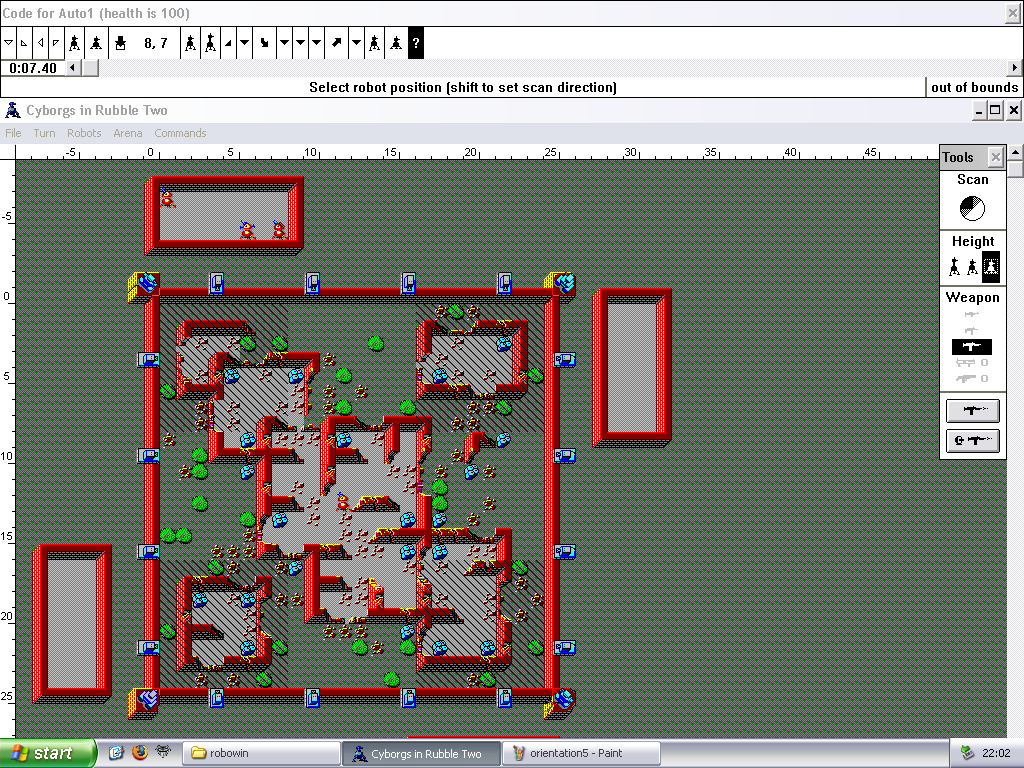 Code for Auto1 (health is 100)
8, 7
?
0:07.40
Select robot position (shift to set scan direction)
out of bounds
Cyborgs in Rubble Two
File Turn Robots Arena Commands
-5 0 5 10 15 20 25 30 35 40 45
Tools
Scan
Height
Weapon
0
0
-5
0
5
10
15
20
25
start
robowin
Cyborgs in Rubble Two
orientation5 - Paint
22:02